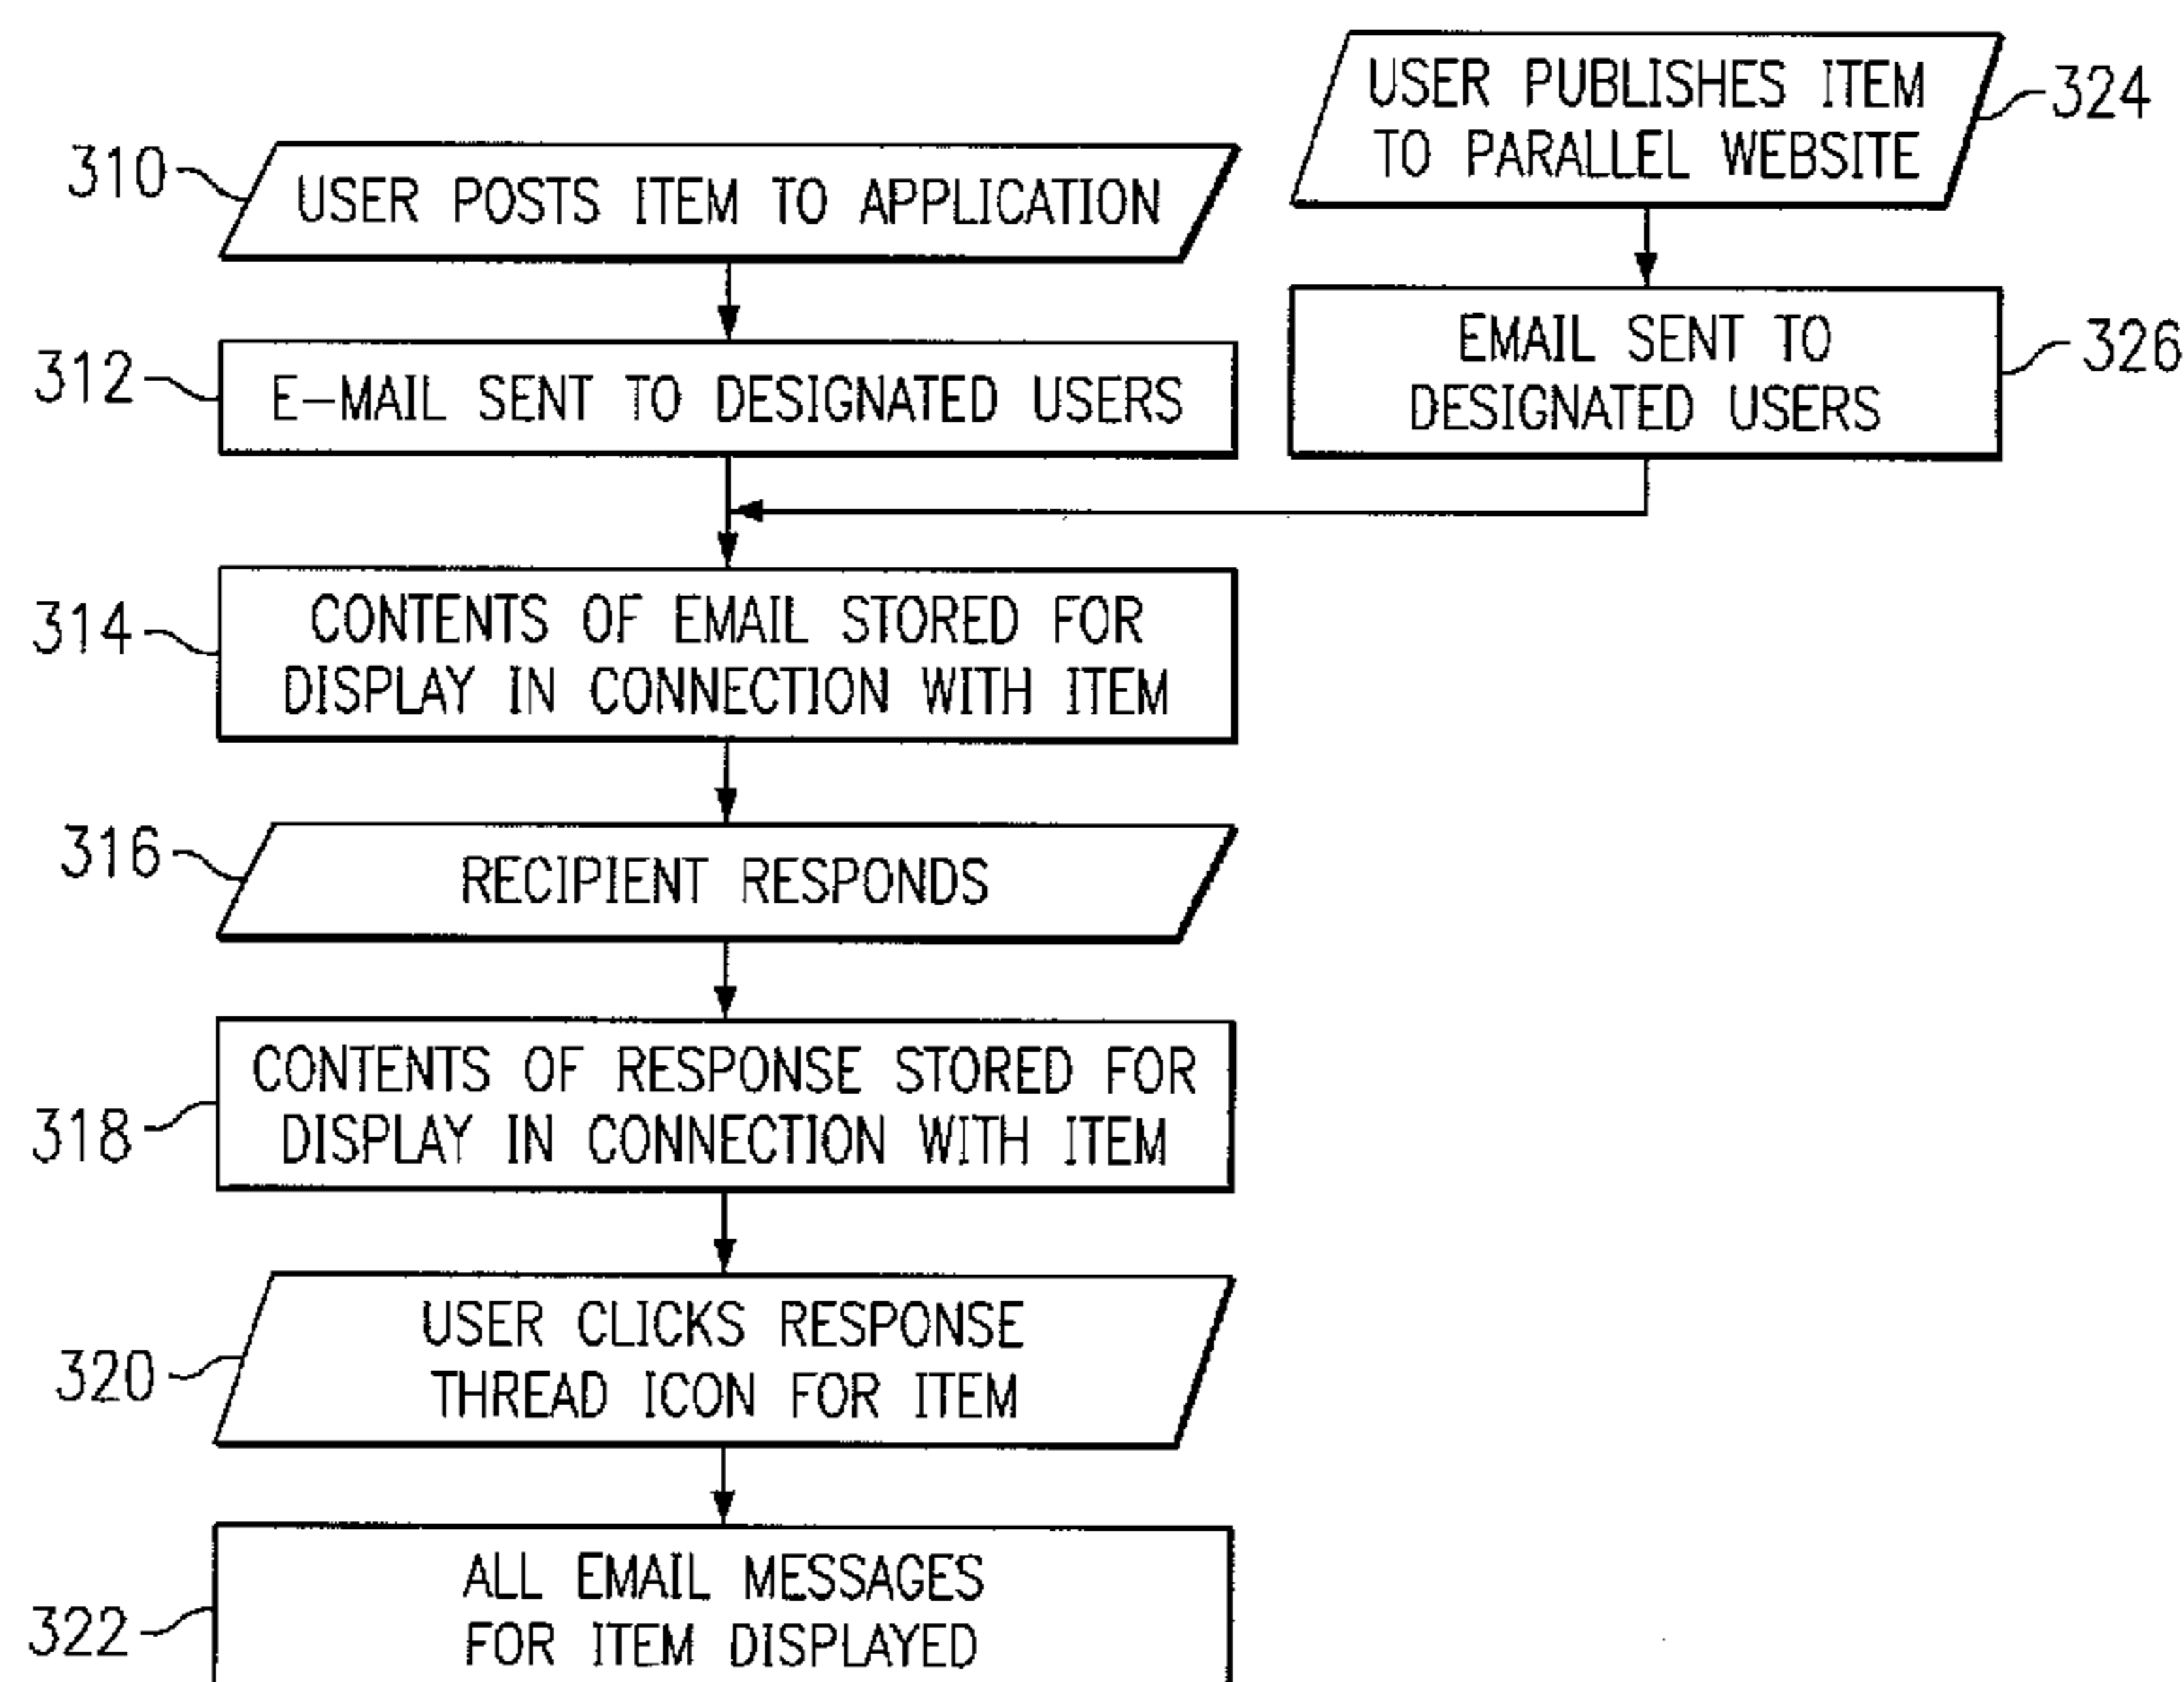 310
USER POSTS ITEM TO APPLICATION
USER PUBLISHES ITEM
TO PARALLEL WEBSITE
324
312
E-MAIL SENT TO DESIGNATED USERS
EMAIL SENT TO
DESIGNATED USERS
326
314
CONTENTS OF EMAIL STORED FOR
DISPLAY IN CONNECTION WITH ITEM
316
RECIPIENT RESPONDS
318
CONTENTS OF RESPONSE STORED FOR
DISPLAY IN CONNECTION WITH ITEM
320
USER CLICKS RESPONSE
THREAD ICON FOR ITEM
322
ALL EMAIL MESSAGES
FOR ITEM DISPLAYED